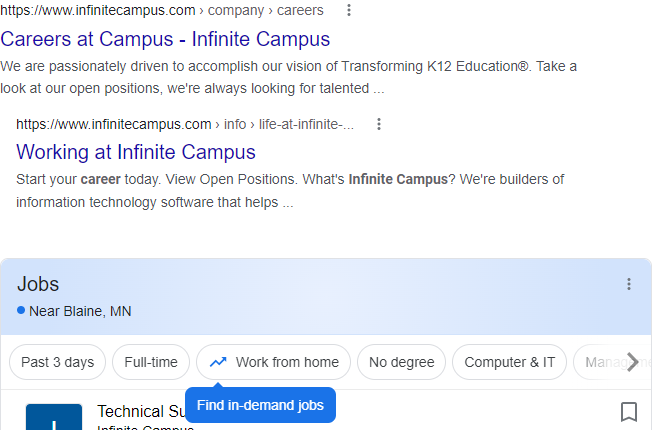 https://www.infinitecampus.com › company › careers
Careers at Campus - Infinite Campus
We are passionately driven to accomplish our vision of Transforming K12 Education®. Take a
look at our open positions, we're always looking for talented ...
https://www.infinitecampus.com › info › life-at-infinite-...
Working at Infinite Campus
Start your career today. View Open Positions. What's Infinite Campus? We're builders of
information technology software that helps ...
Jobs
Near Blaine, MN
Past 3 days Full-time Work from home No degree Computer & IT
Find in-demand jobs
Technical
Infinite Campus